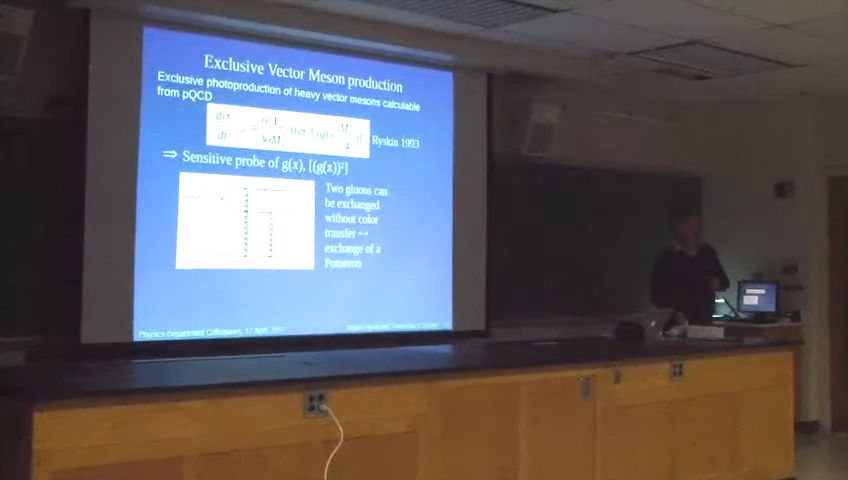 Exclusive Vector Meson production
Exclusive photoproduction of heavy vector mesons calculable
from pQCD
Ryskin 1993
⇒ Sensitive probe of g(x), [(g(x))²]
Two gluons can
be exchanged
without color
transfer ↔
exchange of a
Pomeron
Physics Department Colloquium, 17 April, 2017